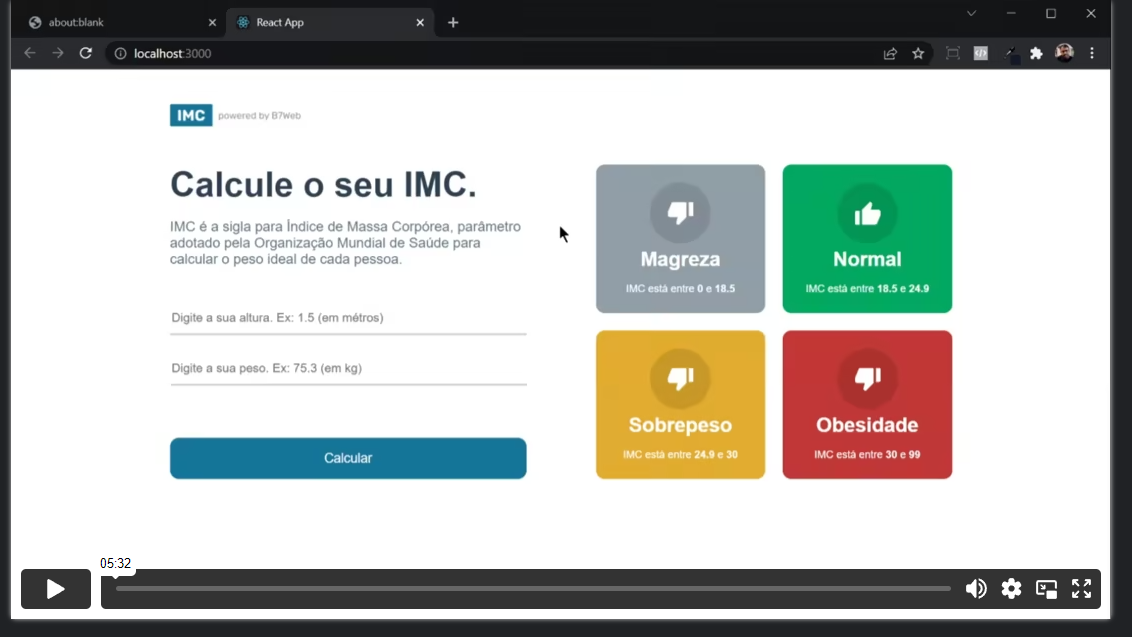 about:blank
React App
localhost:3000
IMC powered by B7Web
Calcule o seu IMC.
IMC é a sigla para Índice de Massa Corpórea, parâmetro
adotado pela Organização Mundial de Saúde para
calcular o peso ideal de cada pessoa.
Digite a sua altura. Ex: 1.5 (em métros)
Digite a sua peso. Ex: 75.3 (em kg)
Calcular
Magreza
IMC está entre 0 e 18.5
Normal
IMC está entre 18.5 e 24.9
Sobrepeso
IMC está entre 24.9 e 30
Obesidade
IMC está entre 30 e 99
05:32